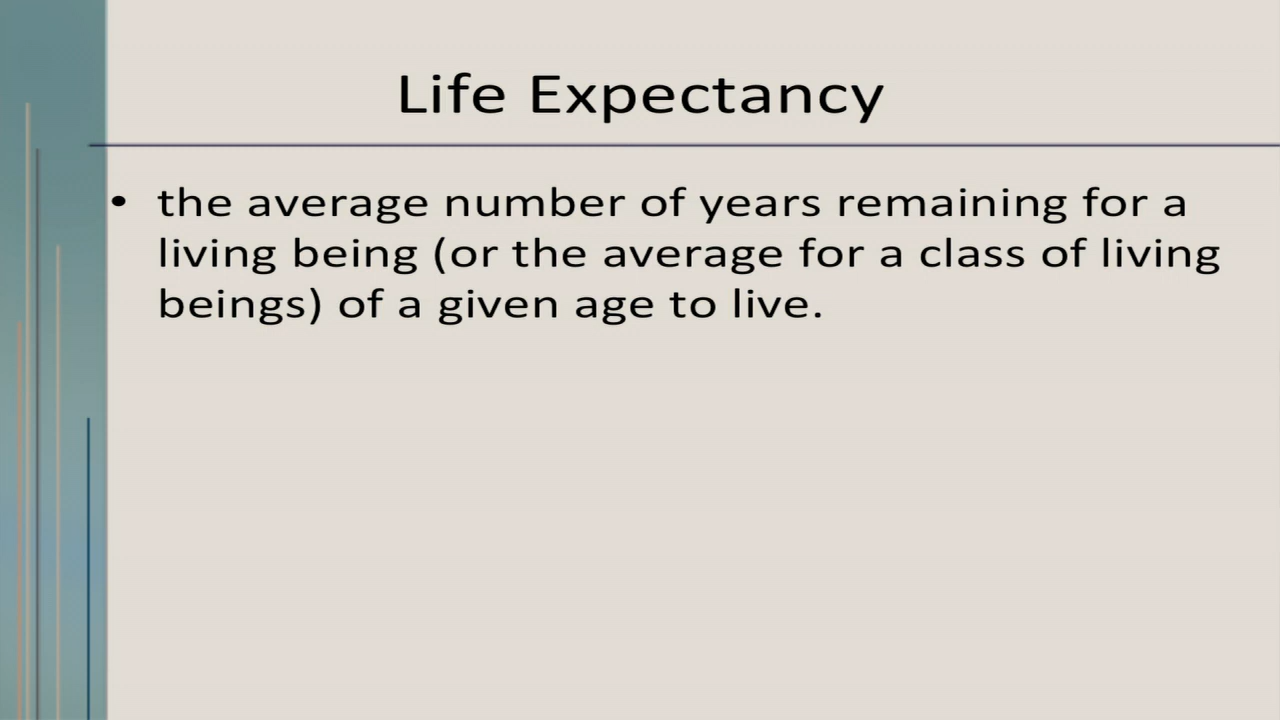 Life Expectancy
• the average number of years remaining for a
living being (or the average for a class of living
beings) of a given age to live.